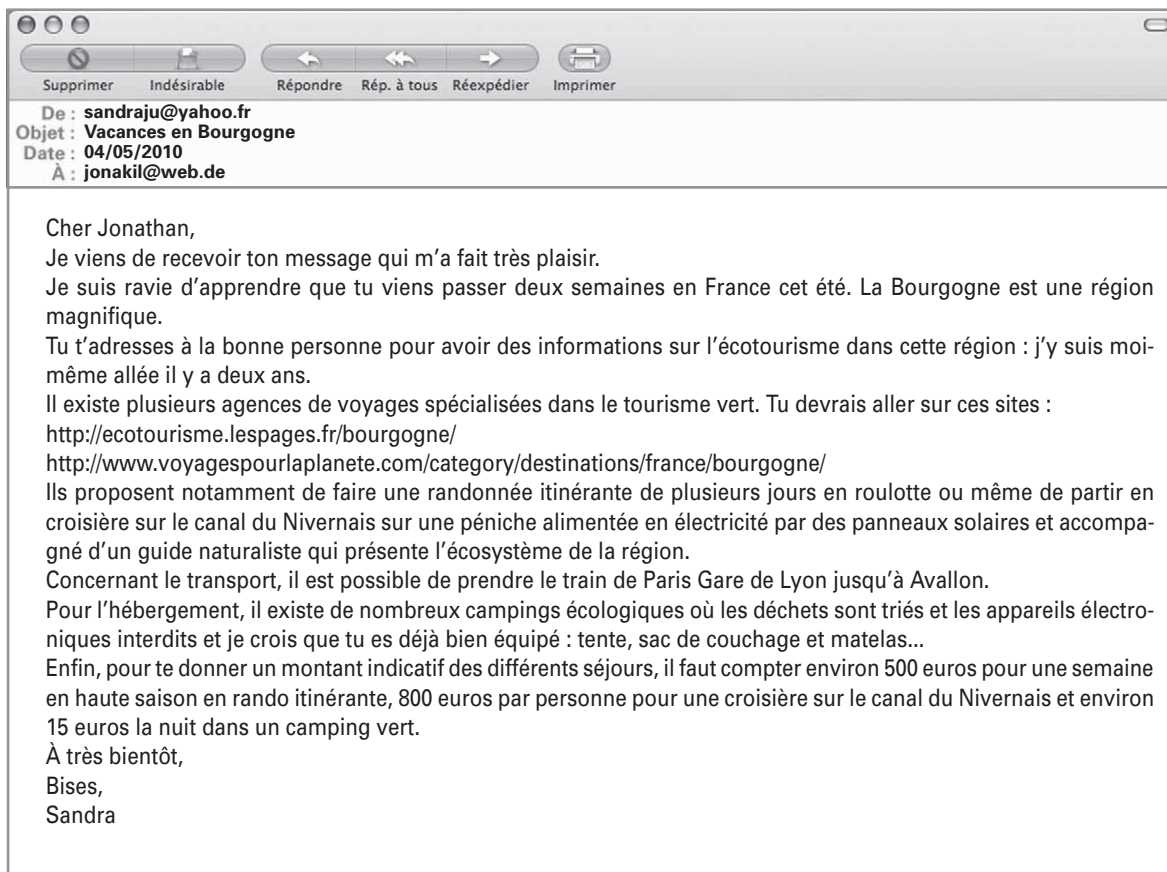 Supprimer Indésirable Répondre Rép. à tous Réexpédier Imprimer
De : sandraju@yahoo.fr
Objet : Vacances en Bourgogne
Date : 04/05/2010
À : jonakil@web.de
Cher Jonathan,
Je viens de recevoir ton message qui m'a fait très plaisir.
Je suis ravie d'apprendre que tu viens passer deux semaines en France cet été. La Bourgogne est une région
magnifique.
Tu t'adresses à la bonne personne pour avoir des informations sur l'écotourisme dans cette région : j'y suis moi-
même allée il y a deux ans.
Il existe plusieurs agences de voyages spécialisées dans le tourisme vert. Tu devrais aller sur ces sites :
http://ecotourisme.lespages.fr/bourgogne/
http://www.voyagespourlaplanete.com/category/destinations/france/bourgogne/
Ils proposent notamment de faire une randonnée itinérante de plusieurs jours en roulotte ou même de partir en
croisière sur le canal du Nivernais sur une péniche alimentée en électricité par des panneaux solaires et accompa-
gné d'un guide naturaliste qui présente l'écosystème de la région.
Concernant le transport, il est possible de prendre le train de Paris Gare de Lyon jusqu'à Avallon.
Pour l'hébergement, il existe de nombreux campings écologiques où les déchets sont triés et les appareils électro-
niques interdits et je crois que tu es déjà bien équipé : tente, sac de couchage et matelas...
Enfin, pour te donner un montant indicatif des différents séjours, il faut compter environ 500 euros pour une semaine
en haute saison en rando itinérante, 800 euros par personne pour une croisière sur le canal du Nivernais et environ
15 euros la nuit dans un camping vert.
À très bientôt,
Bises,
Sandra